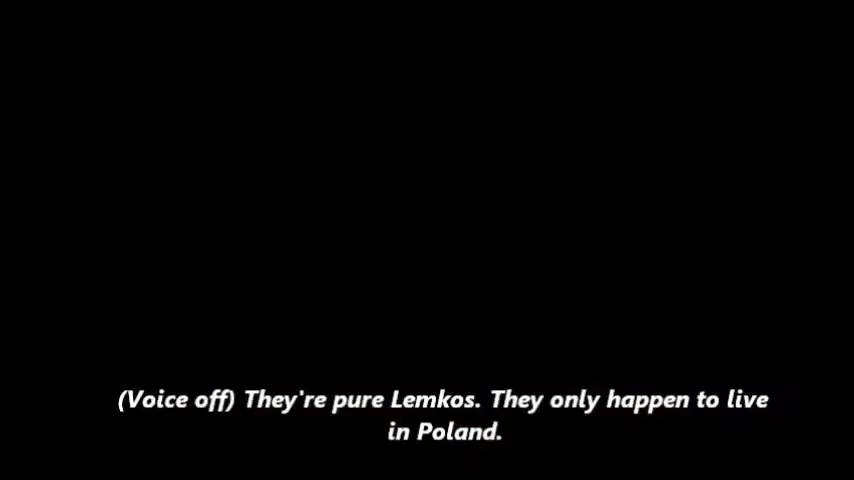 (Voice off) They're pure Lemkos. They only happen to live
in Poland.